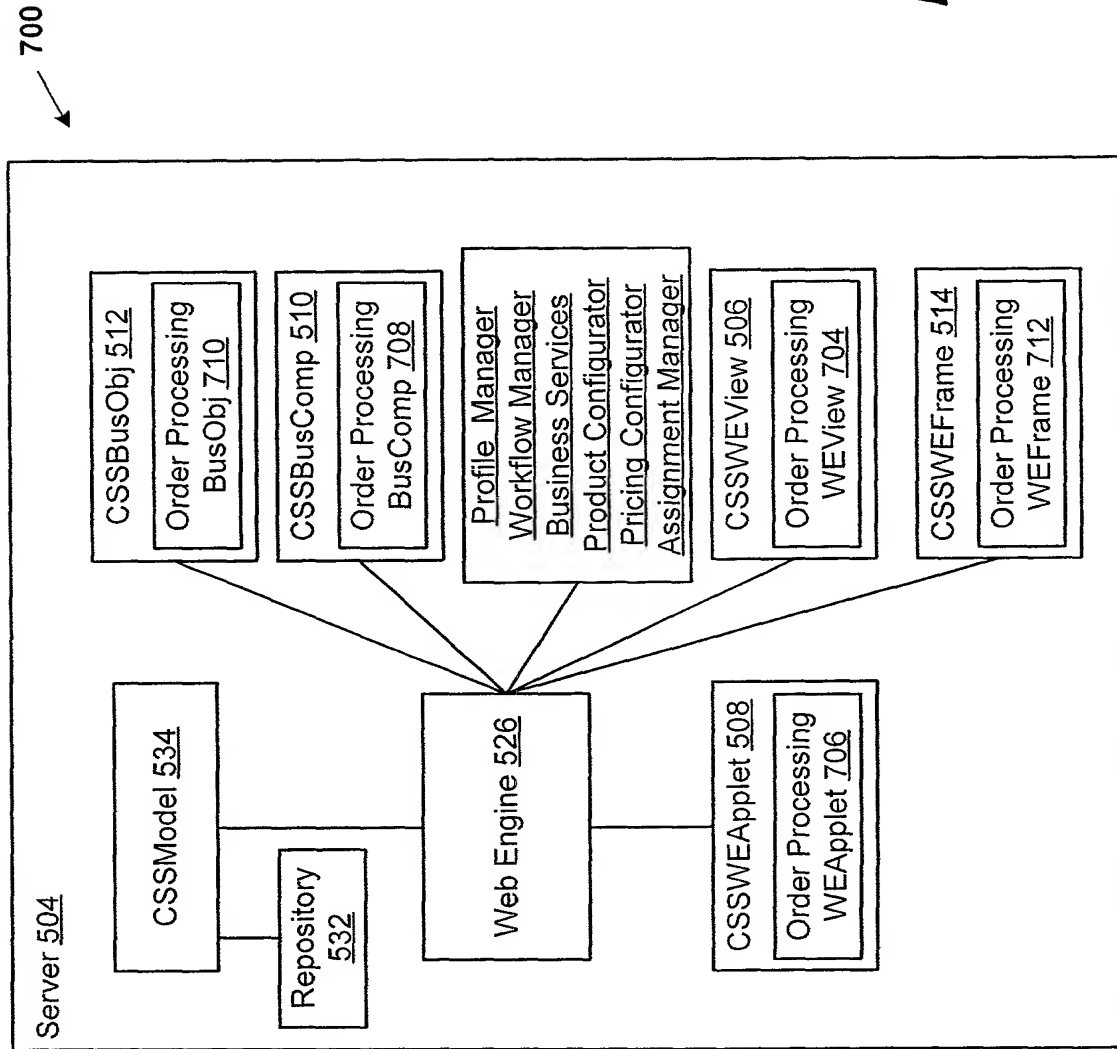 700
Server 504
CSSModel 534
Repository
532
Web Engine 526
CSSWEApplet 508
Order Processing
WEApplet 706
CSSBusObj 512
Order Processing
BusObj 710
CSSBusComp 510
Order Processing
BusComp 708
Profile Manager
Workflow Manager
Business Services
Product Configurator
Pricing Configurator
Assignment Manager
CSSWEView 506
Order Processing
WEView 704
CSSWEFrame 514
Order Processing
WEFrame 712